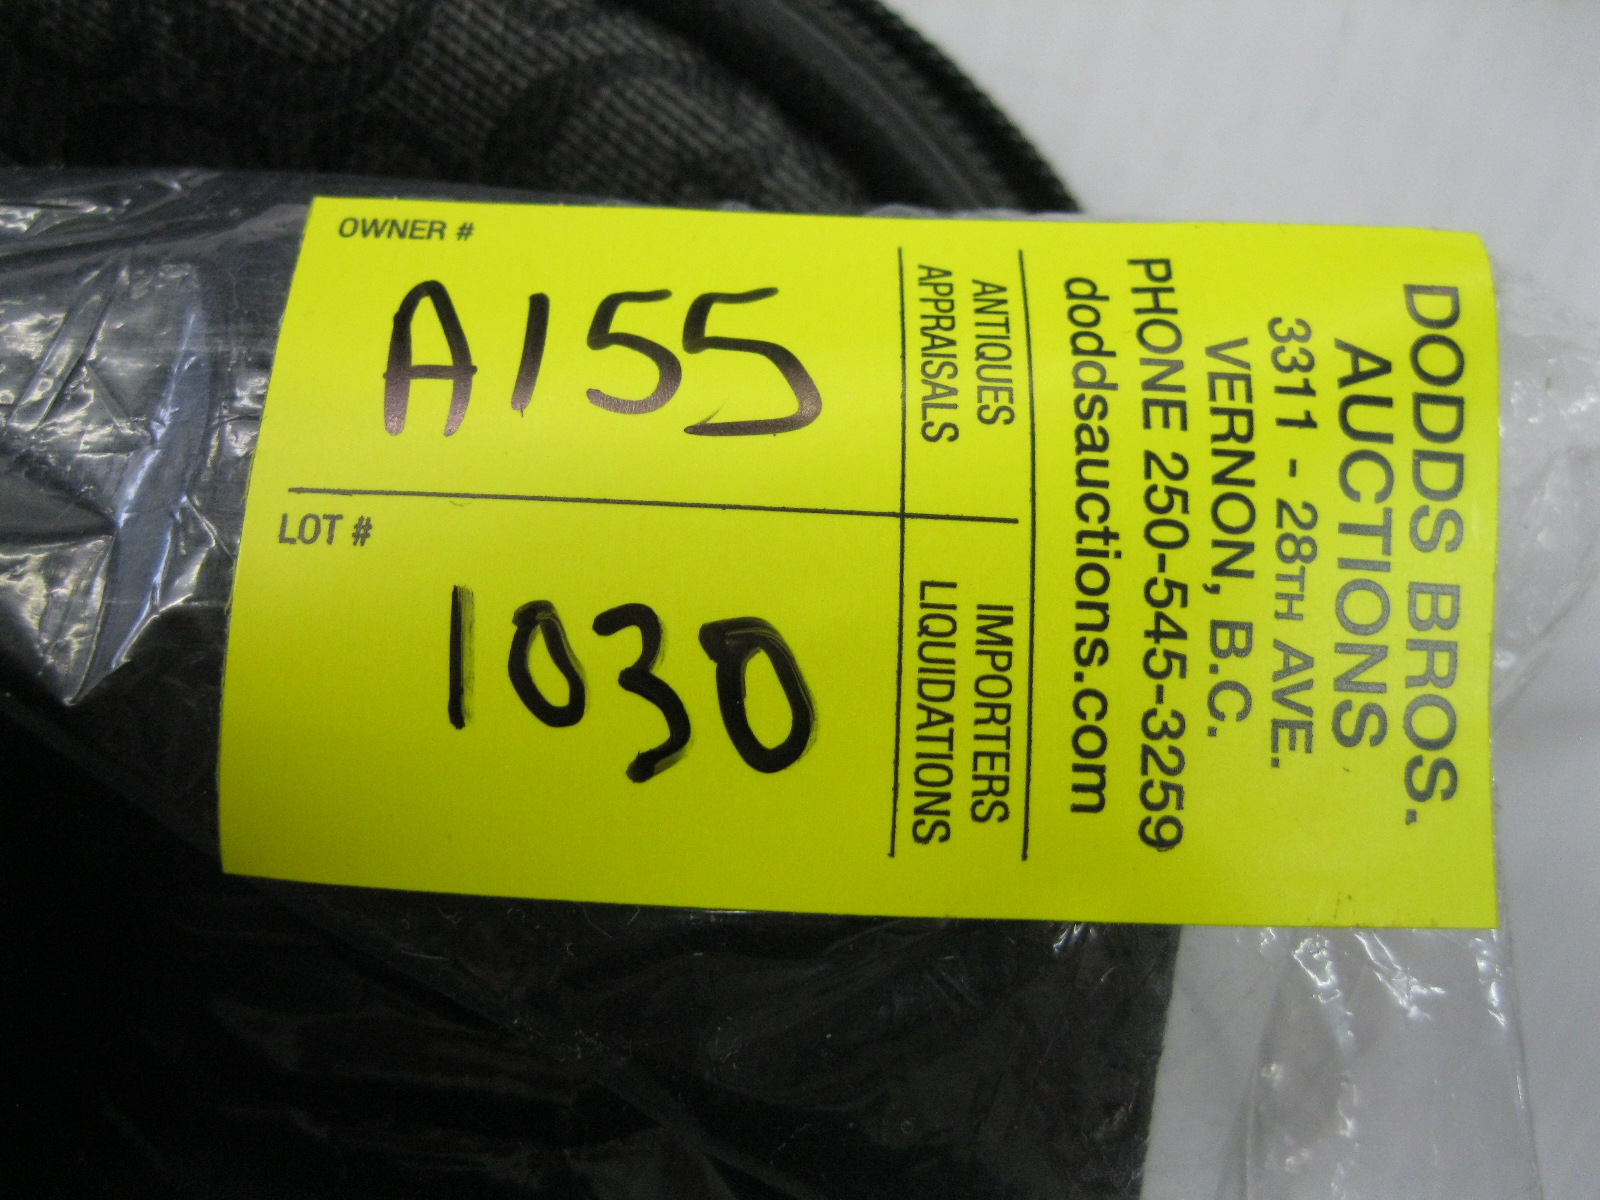 DODDS BROS.
AUCTIONS
3311 - 28TH AVE.
VERNON, B.C.
PHONE 250-545-3259
doddsauctions.com
ANTIQUES IMPORTERS
APPRAISALS LIQUIDATIONS
OWNER #
A155
LOT #
1030